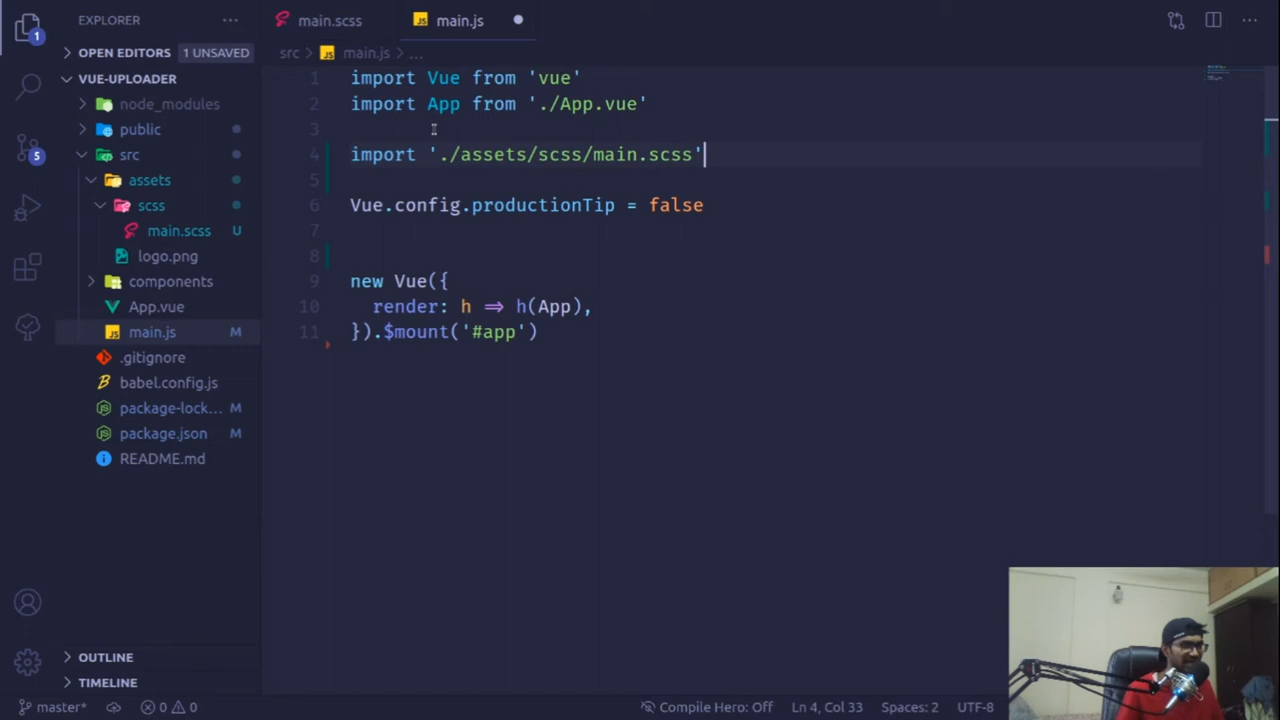 EXPLORER
main.scss
main.js
OPEN EDITORS 1 UNSAVED
src > main.js > ...
VUE-UPLOADER
node_modules
public
src
assets
scss
main.scss U
logo.png
components
App.vue
main.js M
.gitignore
babel.config.js
package-lock... M
package.json M
README.md
OUTLINE
TIMELINE
1
5
1 import Vue from 'vue'
2 import App from './App.vue'
3
4 import './assets/scss/main.scss'
5
6 Vue.config.productionTip = false
7
8
9 new Vue({
10 render: h => h(App),
11 }).$mount('#app')
master* 0 0 Compile Hero: Off Ln 4, Col 33 Spaces: 2 UTF-8